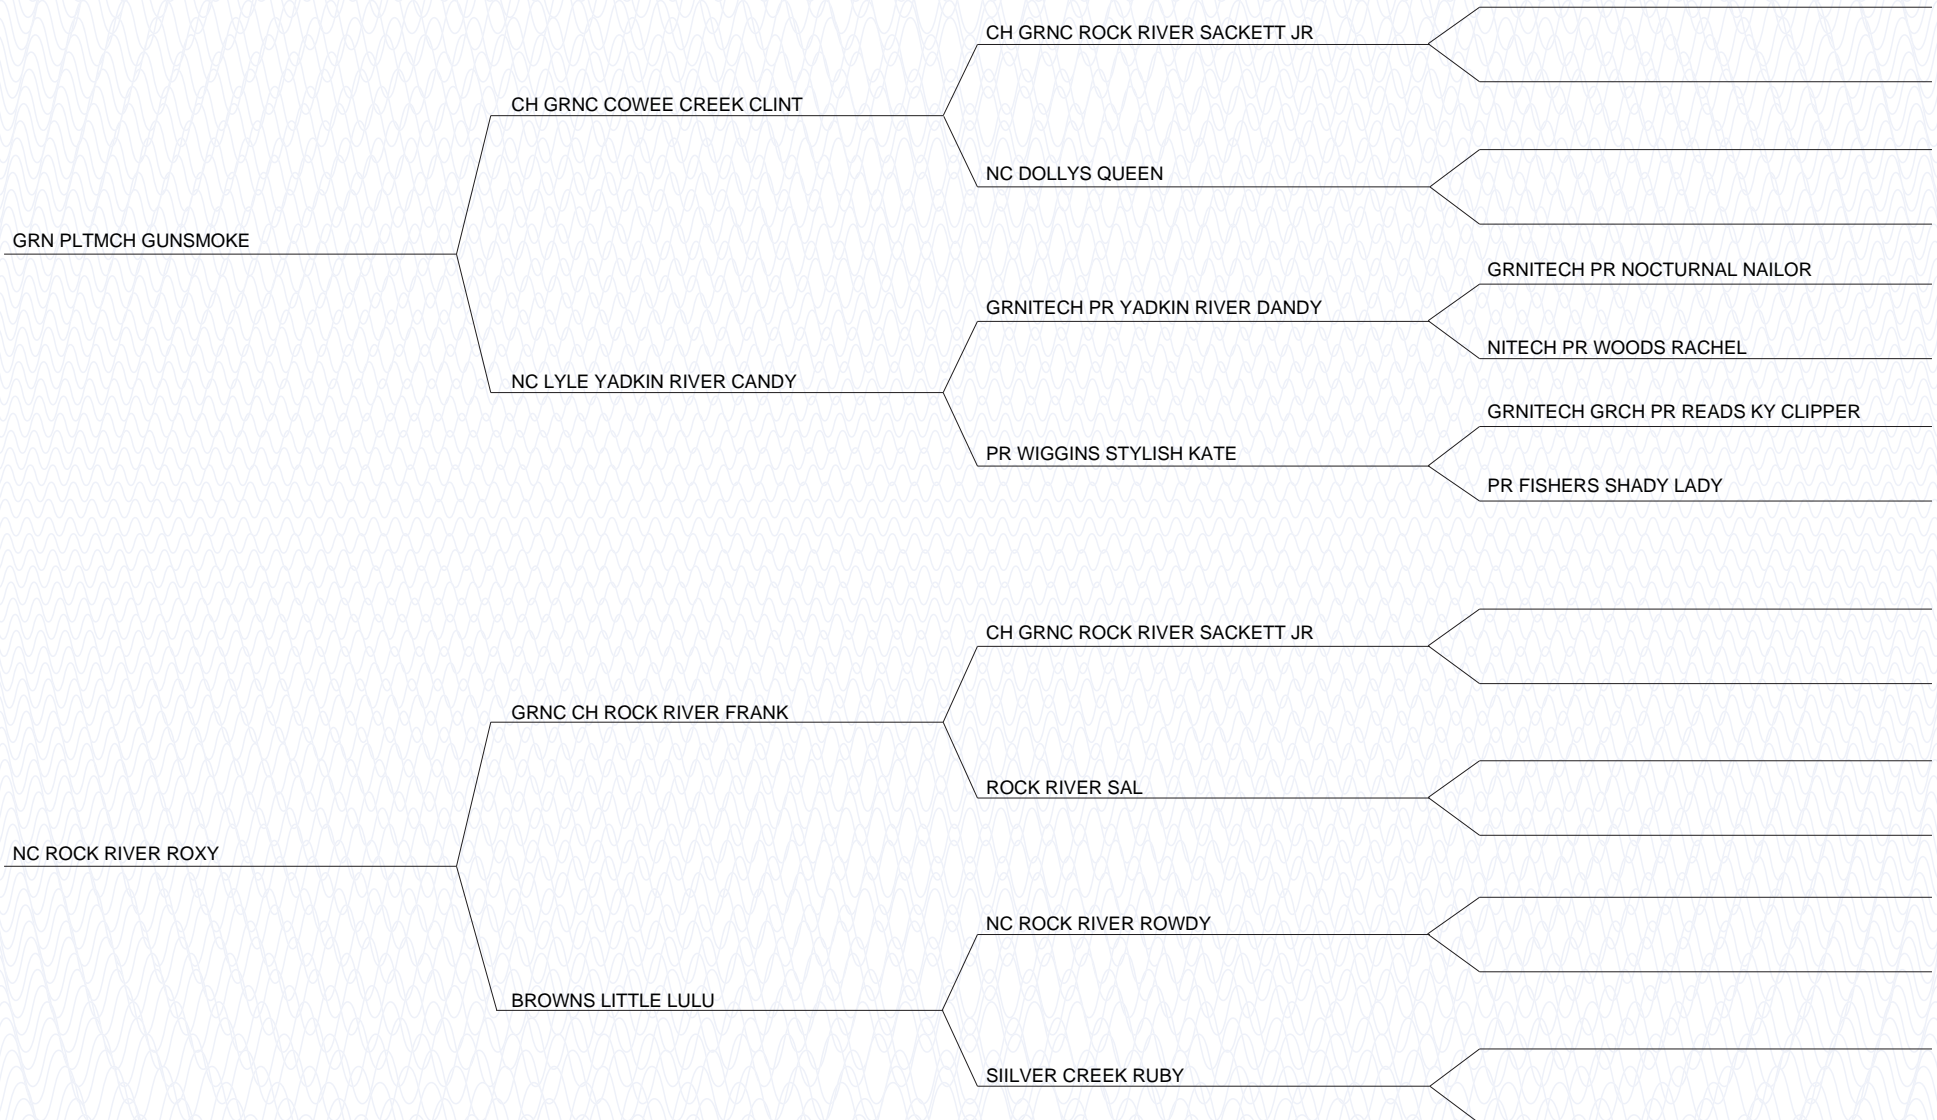 CH GRNC ROCK RIVER SACKETT JR
CH GRNC COWEE CREEK CLINT
NC DOLLYS QUEEN
GRN PLTMCH GUNSMOKE
GRNITECH PR NOCTURNAL NAILOR
GRNITECH PR YADKIN RIVER DANDY
NITECH PR WOODS RACHEL
NC LYLE YADKIN RIVER CANDY
GRNITECH GRCH PR READS KY CLIPPER
PR WIGGINS STYLISH KATE
PR FISHERS SHADY LADY
CH GRNC ROCK RIVER SACKETT JR
GRNC CH ROCK RIVER FRANK
ROCK RIVER SAL
NC ROCK RIVER ROXY
NC ROCK RIVER ROWDY
BROWNS LITTLE LULU
SIILVER CREEK RUBY